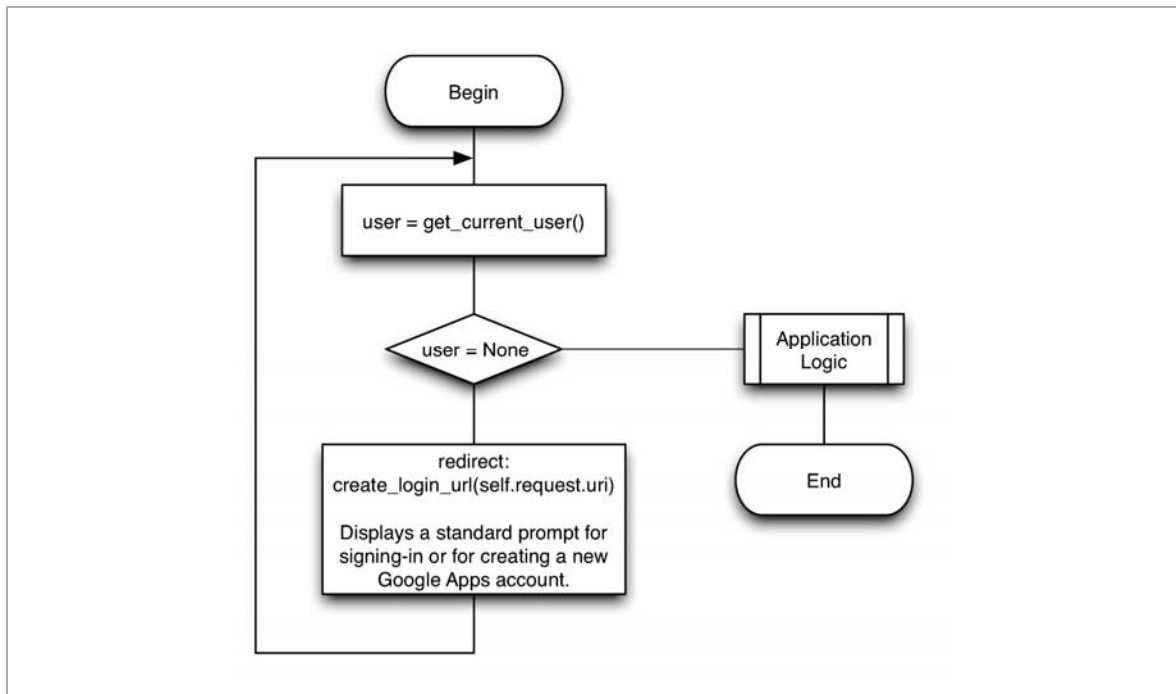 Begin
user = get_current_user()
user = None
Application
Logic
redirect:
create_login_url(self.request.uri)
Displays a standard prompt for
signing-in or for creating a new
Google Apps account.
End